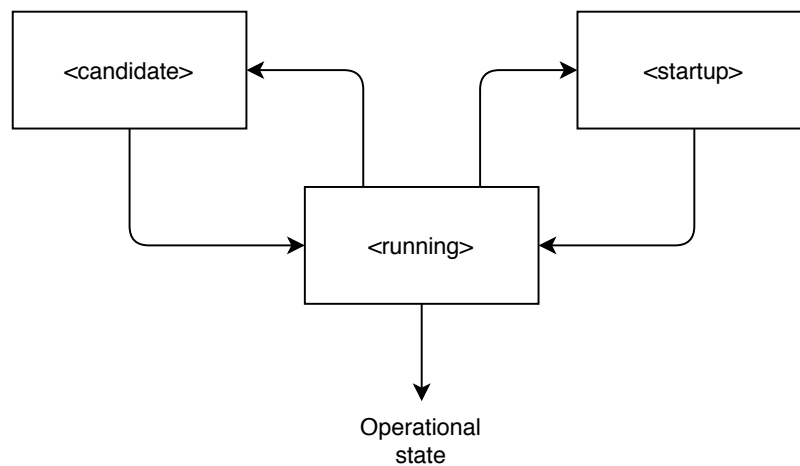 <candidate>
<startup>
<running>
Operational
state